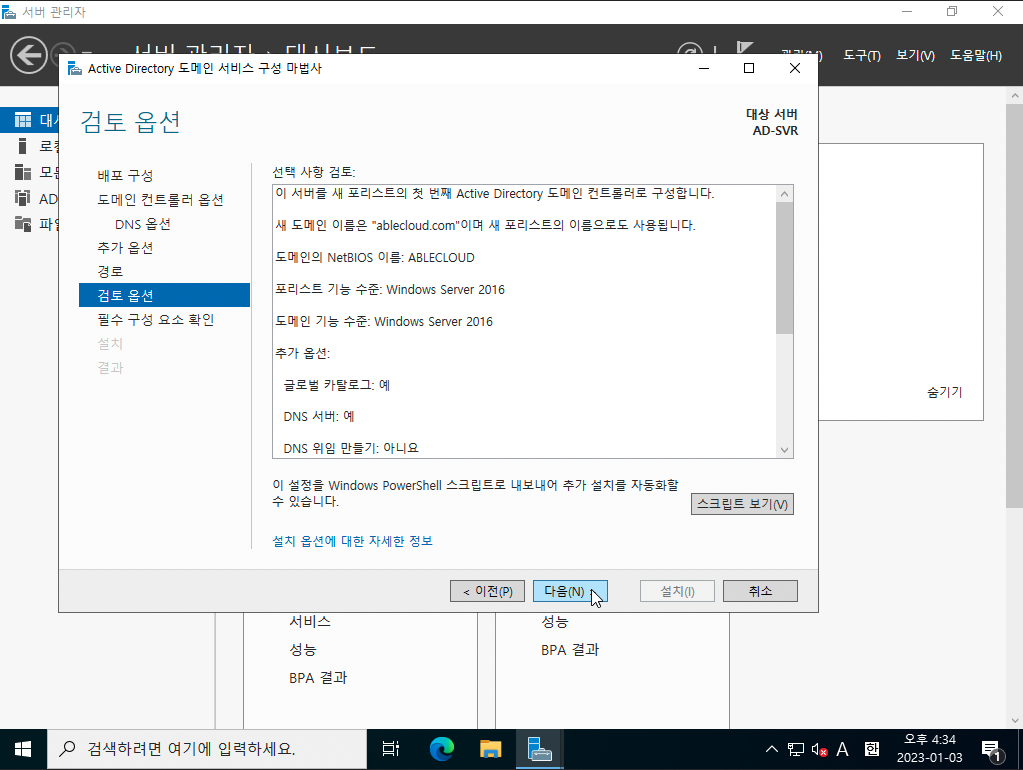 서버 관리자
서버 관리자 › 대시보드
도구(T) 보기(V) 도움말(H)
Active Directory 도메인 서비스 구성 마법사
검토 옵션
대상 서버
AD-SVR
배포 구성
도메인 컨트롤러 옵션
DNS 옵션
추가 옵션
경로
검토 옵션
필수 구성 요소 확인
설치
결과
선택 사항 검토:
이 서버를 새 포리스트의 첫 번째 Active Directory 도메인 컨트롤러로 구성합니다.
새 도메인 이름은 "ablecloud.com"이며 새 포리스트의 이름으로도 사용됩니다.
도메인의 NetBIOS 이름: ABLECLOUD
포리스트 기능 수준: Windows Server 2016
도메인 기능 수준: Windows Server 2016
추가 옵션:
글로벌 카탈로그: 예
DNS 서버: 예
DNS 위임 만들기: 아니요
이 설정을 Windows PowerShell 스크립트로 내보내어 추가 설치를 자동화할
수 있습니다.
스크립트 보기(V)
설치 옵션에 대한 자세한 정보
< 이전(P) 다음(N) 설치(I) 취소
숨기기
서비스
성능
BPA 결과
성능
BPA 결과
검색하려면 여기에 입력하세요.
A 한
오후 4:34
2023-01-03
1